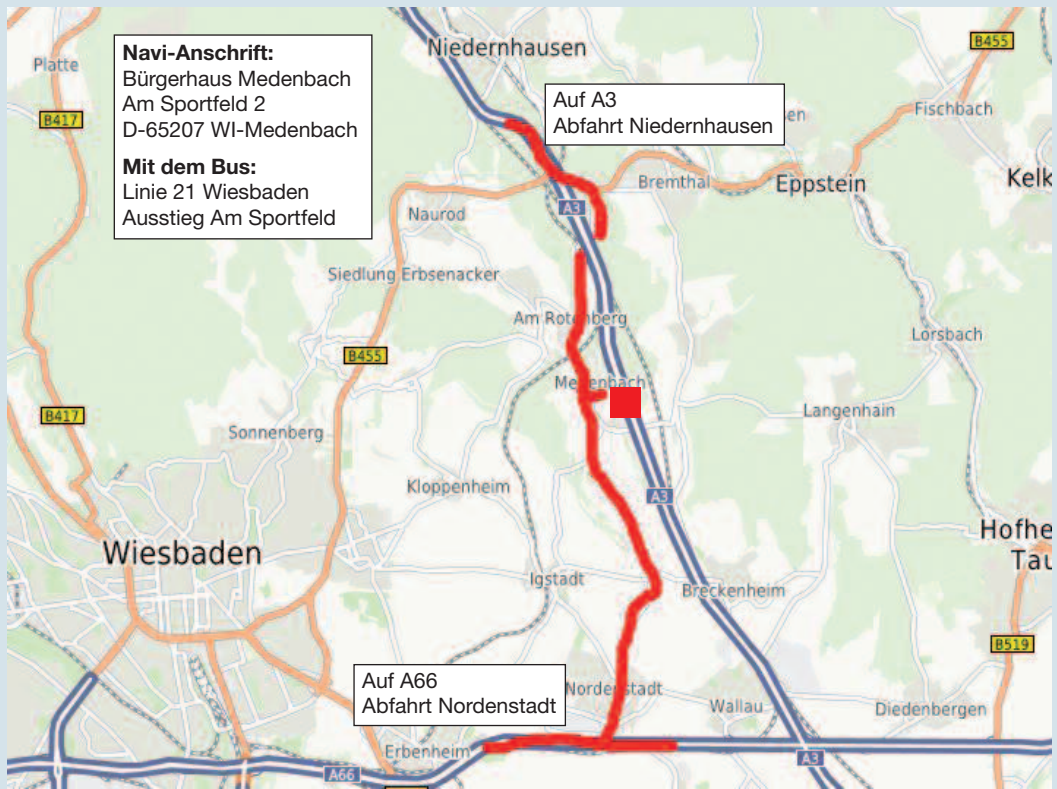 Navi-Anschrift:
Bürgerhaus Medenbach
Am Sportfeld 2
D-65207 WI-Medenbach
Mit dem Bus:
Linie 21 Wiesbaden
Ausstieg Am Sportfeld
Niedernhausen
Platte
B455
Fischbach
B417
Auf A3
Abfahrt Niedernhausen
Bremthal
Eppstein
Kelk
A3
Naurod
Siedlung Erbsenacker
Am Rotenberg
Lorsbach
B455
Medenbach
B417
Langenhain
Sonnenberg
Kloppenheim
A3
Wiesbaden
Hofhe
Tau
Igstadt
Breckenheim
B519
Auf A66
Abfahrt Nordenstadt
Nordenstadt
Wallau
Diedenbergen
Erbenheim
A3
A66